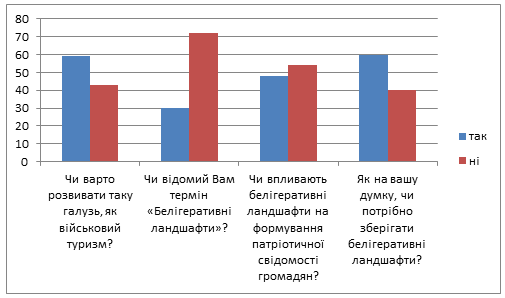 80
70
60
50
40
30
20
10
0
Чи варто
розвивати таку
галузь, як
військовий
туризм?
Чи відомий Вам
термін
«Белігеративні
ландшафти»?
Чи впливають
белігеративні
ландшафти на
формування
патріотичної
свідомості
громадян?
Як на вашу
думку, чи
потрібно
зберігати
белігеративні
ландшафти?
так
ні